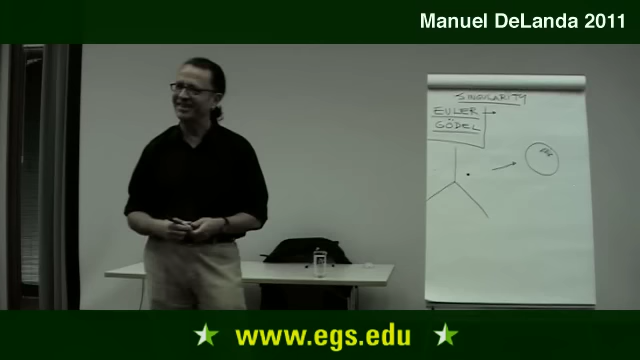 Manuel DeLanda 2011
SINGULARITY
EULER
GÖDEL
www.egs.edu